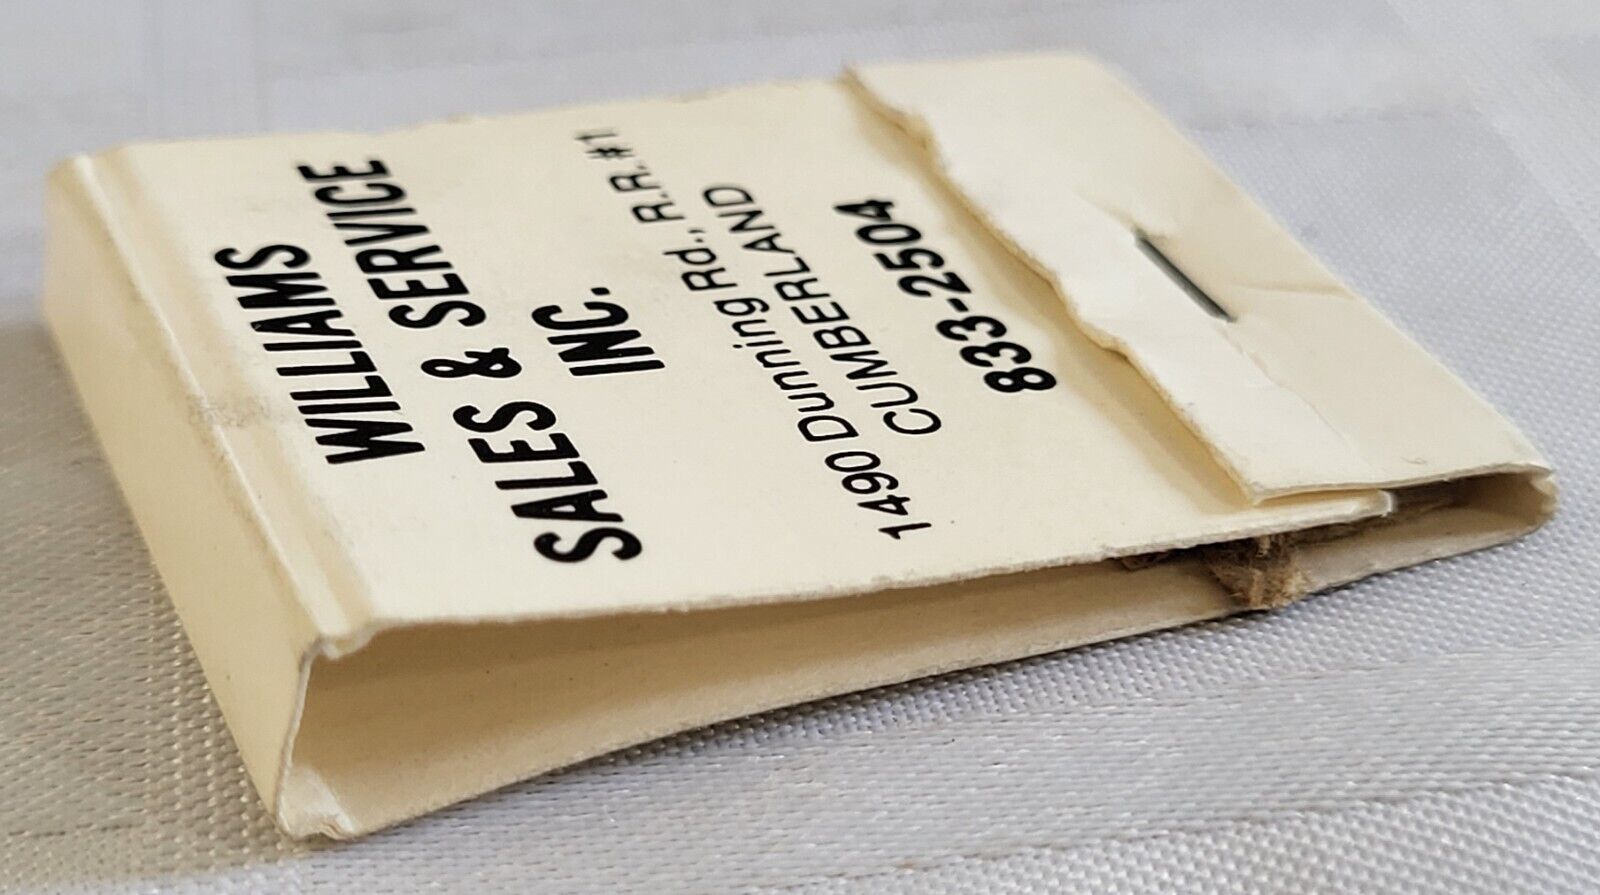 WILLIAMS
SALES & SERVICE
INC.
1490 Dunning Rd., R.R.#1
CUMBERLAND
833-2504